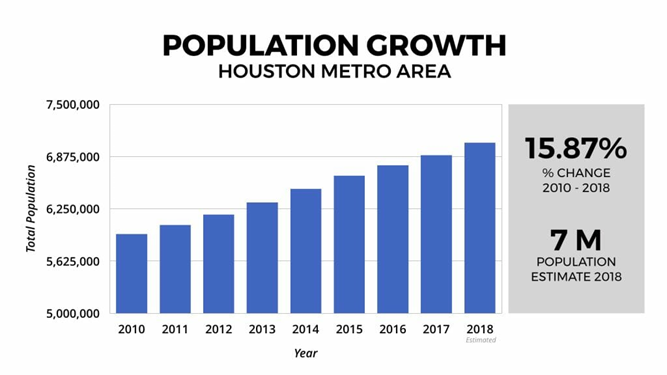 POPULATION GROWTH
HOUSTON METRO AREA
7,500,000
6,875,000
6,250,000
5,625,000
5,000,000
Total Population
2010 2011 2012 2013 2014 2015 2016 2017 2018
Estimated
Year
15.87%
% CHANGE
2010 - 2018
7 M
POPULATION
ESTIMATE 2018